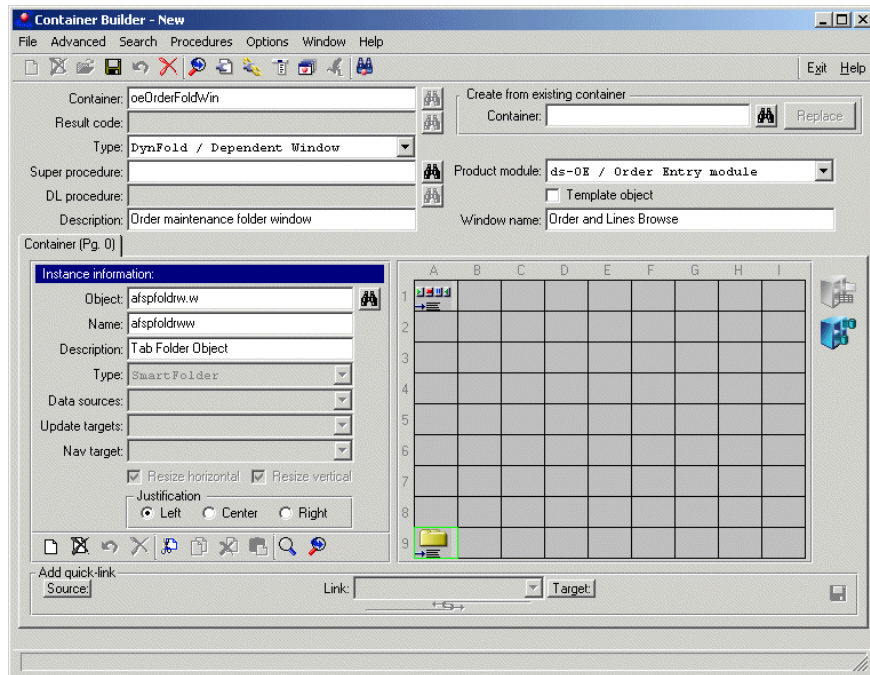 Container Builder - New
File Advanced Search Procedures Options Window Help
Exit Help
Container: oeOrderFoldWin
Create from existing container
Container: Replace
Result code:
Type: DynFold / Dependent Window
Super procedure:
Product module: ds-OE / Order Entry module
DL procedure:
Template object
Description: Order maintenance folder window
Window name: Order and Lines Browse
Container (Pg. 0)
Instance information:
Object: afspfoldrw.w
Name: afspfoldrww
Description: Tab Folder Object
Type: SmartFolder
Data sources:
Update targets:
Nav target:
Resize horizontal Resize vertical
Justification
Left Center Right
A B C D E F G H I
1
2
3
4
5
6
7
8
9
Add quick-link
Source: Link: Target: